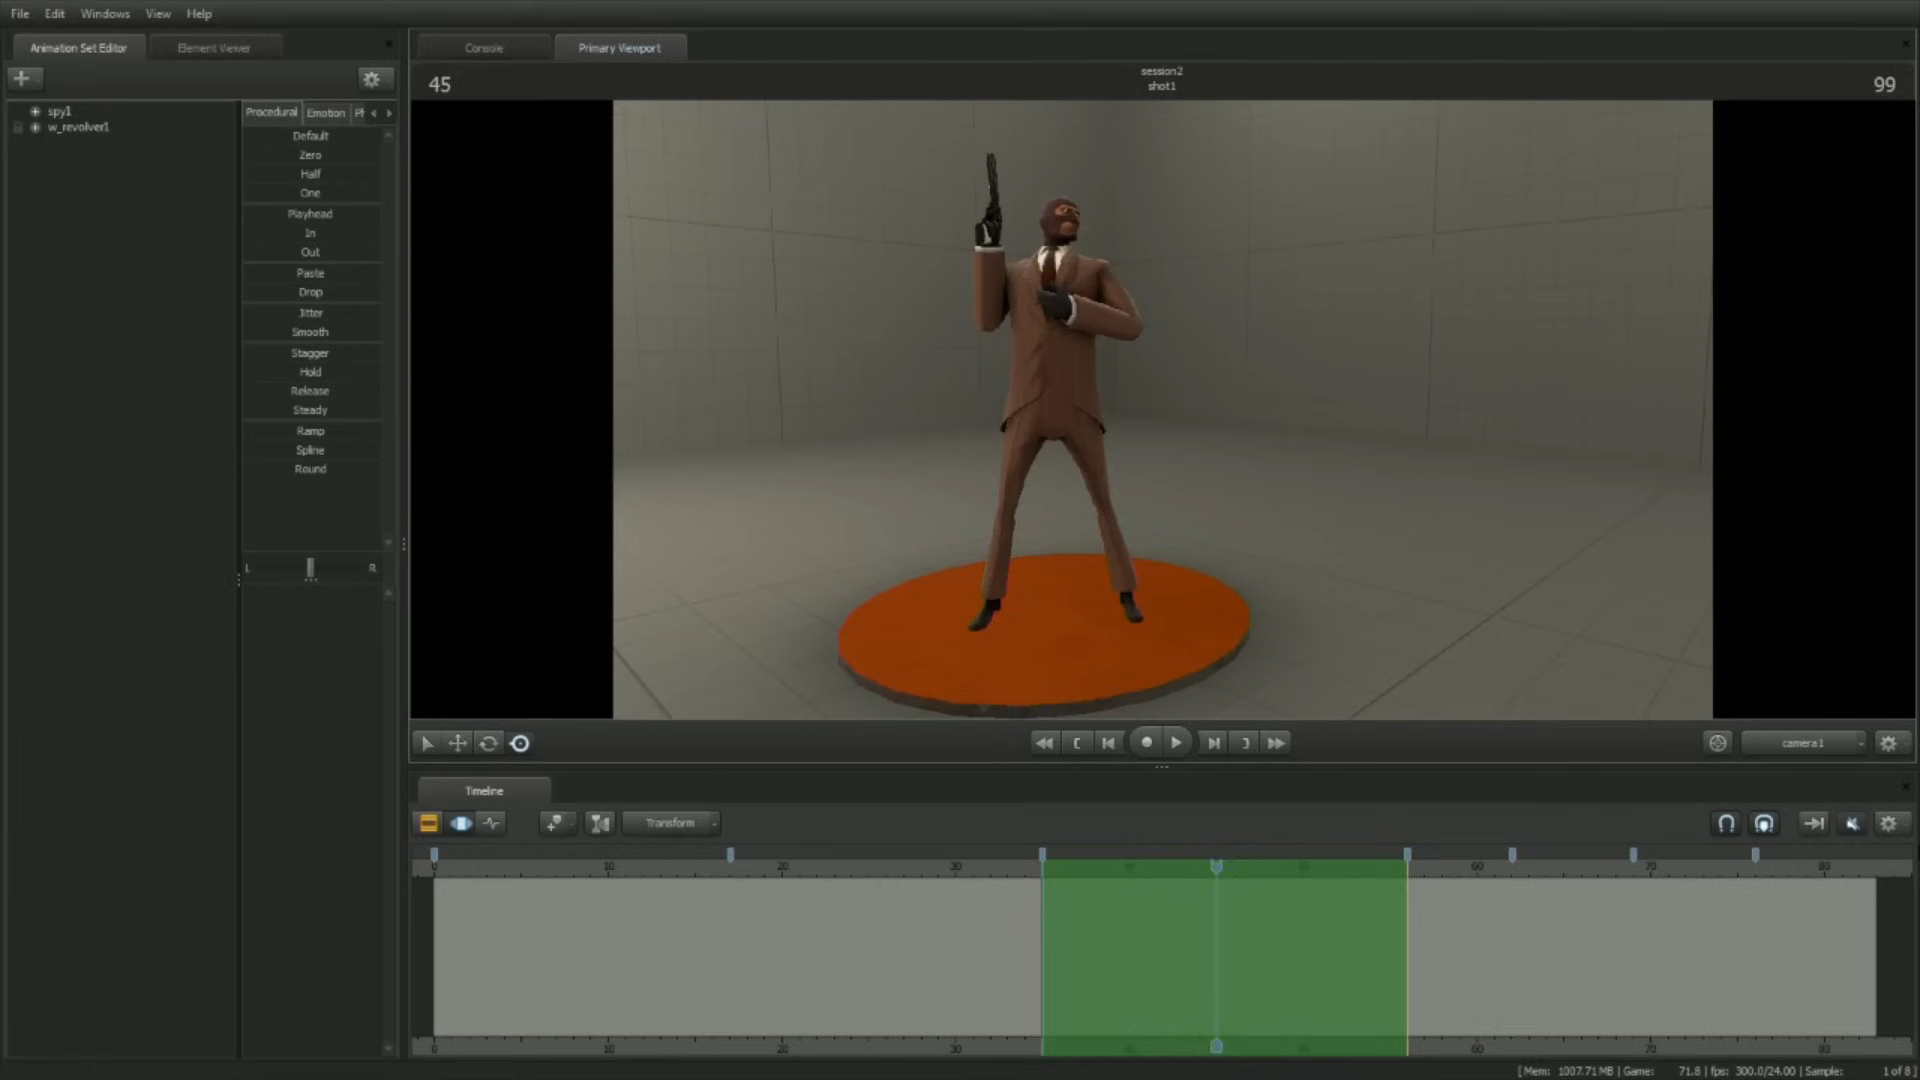 File Edit Windows View Help
Animation Set Editor Element Viewer
Console Primary Viewport
45
session2
shot1
99
spy1
w_revolver1
Procedural Emotion
Default
Zero
Half
One
Playhead
In
Out
Paste
Drop
Jitter
Smooth
Stagger
Hold
Release
Steady
Ramp
Spline
Round
L R
camera1
Timeline
Transform
0 10 20 30 60 70 80
0 10 20 30 60 70 80
[ Mem: 1007.71 MB | Game: 71.8 | fps: 300.0/24.00 | Sample: 1 of 8 ]